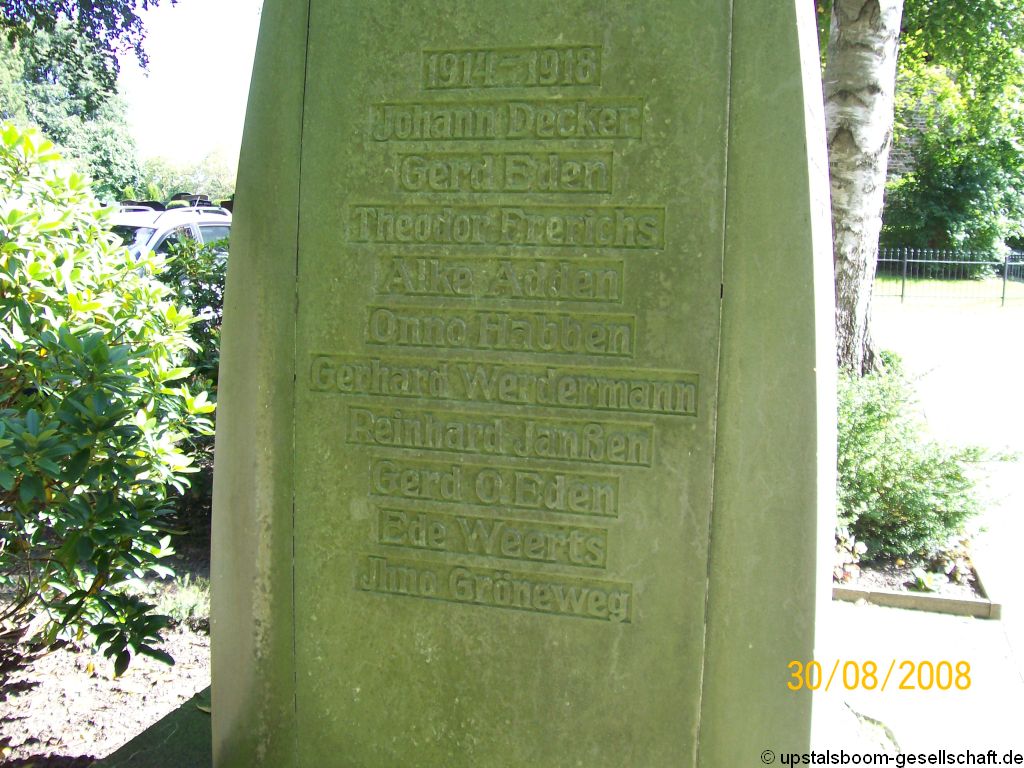 1914-1918
Johann Decker
Gerd Eden
Theodor Frerichs
Alke Adden
Onno Habben
Gerhard Werdermann
Reinhard Janßen
Gerd O. Eden
Ede Weerts
Jhno Gröneweg
30/08/2008
© upstalsboom-gesellschaft.de